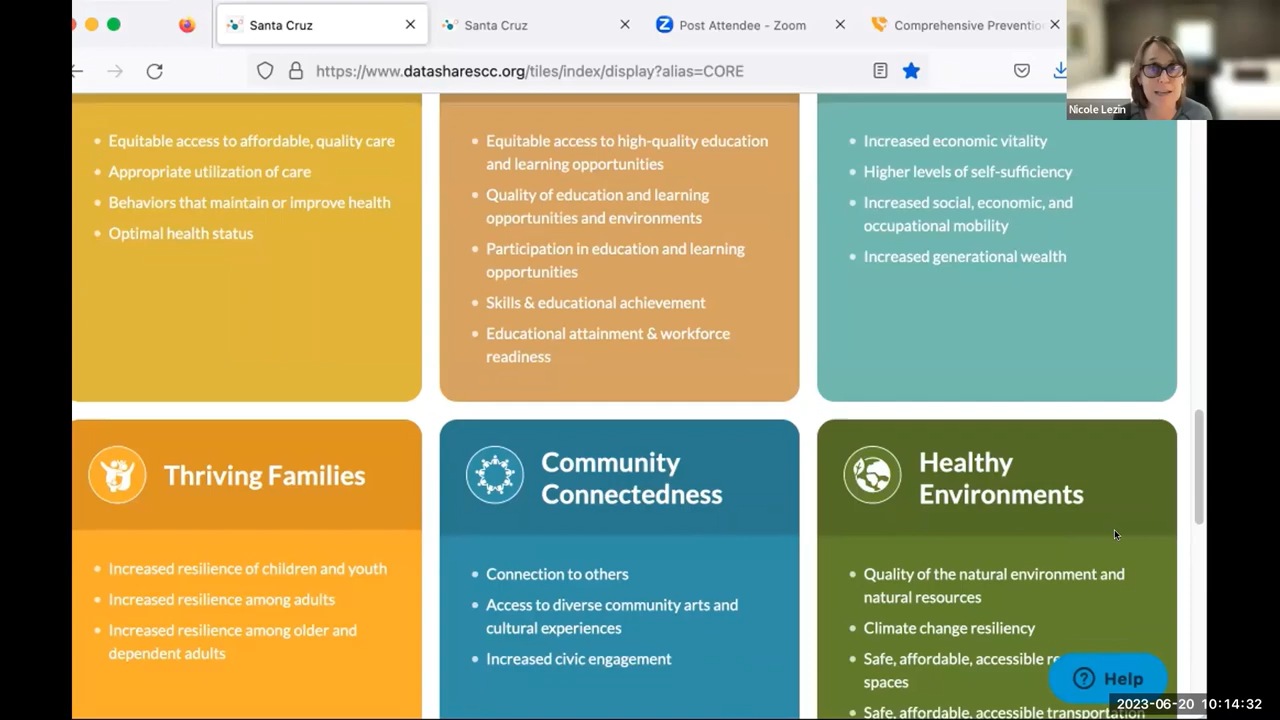 Santa Cruz
Santa Cruz
Post Attendee - Zoom
Comprehensive Preventio
https://www.datasharescc.org/tiles/index/display?alias=CORE
Nicole Lezin
Equitable access to affordable, quality care
Appropriate utilization of care
Behaviors that maintain or improve health
Optimal health status
Equitable access to high-quality education
and learning opportunities
Quality of education and learning
opportunities and environments
Participation in education and learning
opportunities
Skills & educational achievement
Educational attainment & workforce
readiness
Increased economic vitality
Higher levels of self-sufficiency
Increased social, economic, and
occupational mobility
Increased generational wealth
Thriving Families
Increased resilience of children and youth
Increased resilience among adults
Increased resilience among older and
dependent adults
Community
Connectedness
Connection to others
Access to diverse community arts and
cultural experiences
Increased civic engagement
Healthy
Environments
Quality of the natural environment and
natural resources
Climate change resiliency
Safe, affordable, accessible
spaces
Safe, affordable, accessible transportation
Help
2023-06-20 10:14:32